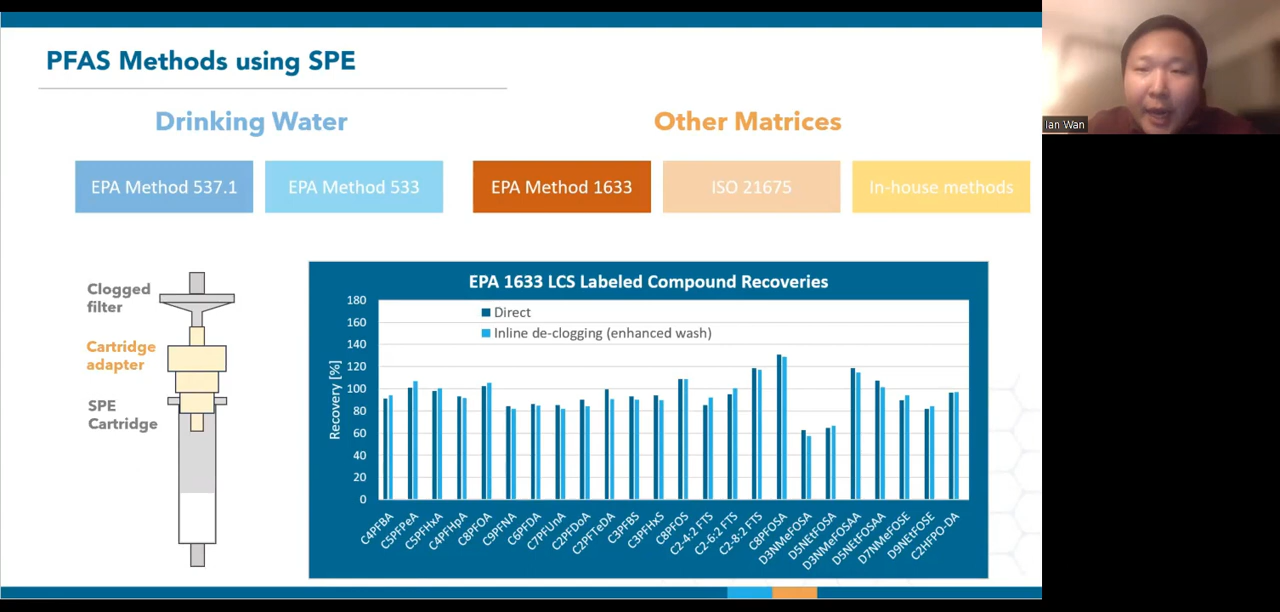 PFAS Methods using SPE
Drinking Water
Other Matrices
EPA Method 537.1
EPA Method 533
EPA Method 1633
ISO 21675
In-house methods
Ian Wan
Clogged
filter
Cartridge
adapter
SPE
Cartridge
EPA 1633 LCS Labeled Compound Recoveries
Direct
Inline de-clogging (enhanced wash)
Recovery [%]
180
160
140
120
100
80
60
40
20
0
C4PFBA
C5PFPeA
C5PFHxA
C4PFHpA
C8PFOA
C9PFNA
C6PFDA
C7PFUnA
C2PFDoA
C2PFTeDA
C3PFBS
C3PFHxS
C8PFOS
C2-4:2 FTS
C2-6:2 FTS
C2-8:2 FTS
C8PFOSA
D3NMeFOSA
D5NEtFOSA
D3NMeFOSAA
D5NEtFOSAA
D7NMeFOSE
D9NEtFOSE
C2HFPO-DA